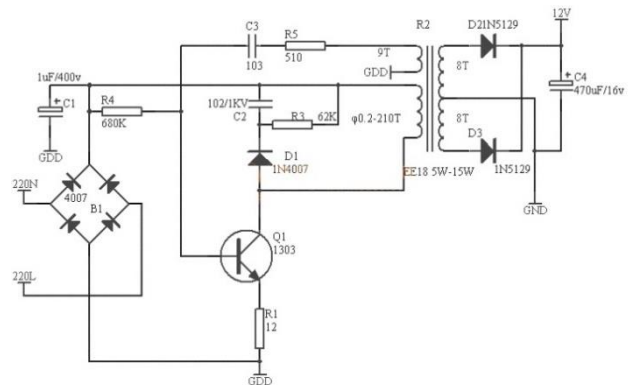 R2
D21N5129
12V
C3
R5
103
510
9T
GDD
8T
C4
470uF/16v
1uF/400v
C1
GDD
R4
680K
102/1KV
C2
R3
62K
φ0.2-210T
8T
D3
1N5129
D1
1N4007
EE18 5W-15W
GND
220N
4007
B1
220L
Q1
1303
R1
12
GDD